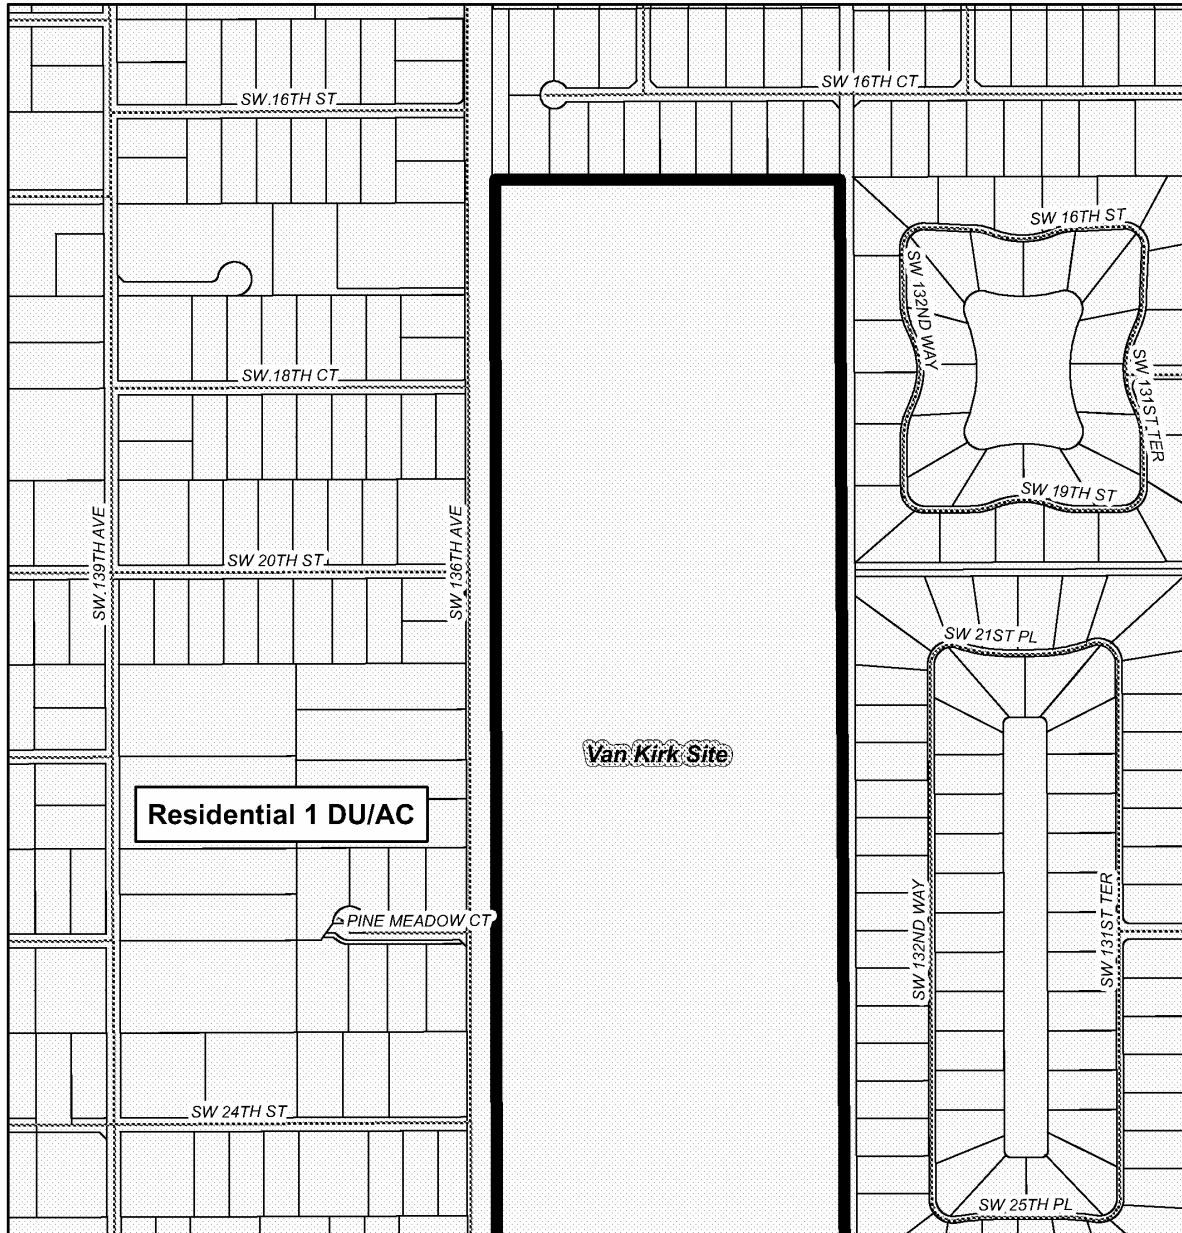 SW 16TH CT
SW 16TH ST
SW 16TH ST
SW 132ND WAY
SW 18TH CT
SW 131ST TER
SW 19TH ST
SW 139TH AVE
SW 136TH AVE
SW 20TH ST
SW 21ST PL
Van Kirk Site
Residential 1 DU/AC
PINE MEADOW CT
SW 132ND WAY
SW 131ST TER
SW 24TH ST
SW 25TH PL